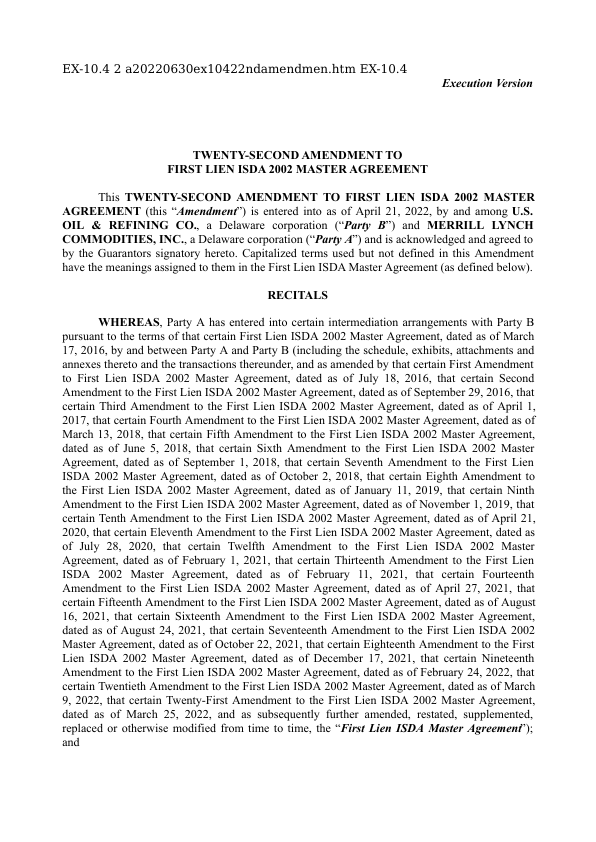 EX-10.4 2 a20220630ex10422ndamendmen.htm EX-10.4
Execution Version
TWENTY-SECOND AMENDMENT TO
FIRST LIEN ISDA 2002 MASTER AGREEMENT
This TWENTY-SECOND AMENDMENT TO FIRST LIEN ISDA 2002 MASTER
AGREEMENT (this “Amendment”) is entered into as of April 21, 2022, by and among U.S.
OIL & REFINING CO., a Delaware corporation (“Party B”) and MERRILL LYNCH
COMMODITIES, INC., a Delaware corporation (“Party A”) and is acknowledged and agreed to
by the Guarantors signatory hereto. Capitalized terms used but not defined in this Amendment
have the meanings assigned to them in the First Lien ISDA Master Agreement (as defined below).
RECITALS
WHEREAS, Party A has entered into certain intermediation arrangements with Party B
pursuant to the terms of that certain First Lien ISDA 2002 Master Agreement, dated as of March
17, 2016, by and between Party A and Party B (including the schedule, exhibits, attachments and
annexes thereto and the transactions thereunder, and as amended by that certain First Amendment
to First Lien ISDA 2002 Master Agreement, dated as of July 18, 2016, that certain Second
Amendment to the First Lien ISDA 2002 Master Agreement, dated as of September 29, 2016, that
certain Third Amendment to the First Lien ISDA 2002 Master Agreement, dated as of April 1,
2017, that certain Fourth Amendment to the First Lien ISDA 2002 Master Agreement, dated as of
March 13, 2018, that certain Fifth Amendment to the First Lien ISDA 2002 Master Agreement,
dated as of June 5, 2018, that certain Sixth Amendment to the First Lien ISDA 2002 Master
Agreement, dated as of September 1, 2018, that certain Seventh Amendment to the First Lien
ISDA 2002 Master Agreement, dated as of October 2, 2018, that certain Eighth Amendment to
the First Lien ISDA 2002 Master Agreement, dated as of January 11, 2019, that certain Ninth
Amendment to the First Lien ISDA 2002 Master Agreement, dated as of November 1, 2019, that
certain Tenth Amendment to the First Lien ISDA 2002 Master Agreement, dated as of April 21,
2020, that certain Eleventh Amendment to the First Lien ISDA 2002 Master Agreement, dated as
of July 28, 2020, that certain Twelfth Amendment to the First Lien ISDA 2002 Master
Agreement, dated as of February 1, 2021, that certain Thirteenth Amendment to the First Lien
ISDA 2002 Master Agreement, dated as of February 11, 2021, that certain Fourteenth
Amendment to the First Lien ISDA 2002 Master Agreement, dated as of April 27, 2021, that
certain Fifteenth Amendment to the First Lien ISDA 2002 Master Agreement, dated as of August
16, 2021, that certain Sixteenth Amendment to the First Lien ISDA 2002 Master Agreement,
dated as of August 24, 2021, that certain Seventeenth Amendment to the First Lien ISDA 2002
Master Agreement, dated as of October 22, 2021, that certain Eighteenth Amendment to the First
Lien ISDA 2002 Master Agreement, dated as of December 17, 2021, that certain Nineteenth
Amendment to the First Lien ISDA 2002 Master Agreement, dated as of February 24, 2022, that
certain Twentieth Amendment to the First Lien ISDA 2002 Master Agreement, dated as of March
9, 2022, that certain Twenty-First Amendment to the First Lien ISDA 2002 Master Agreement,
dated as of March 25, 2022, and as subsequently further amended, restated, supplemented,
replaced or otherwise modified from time to time, the “First Lien ISDA Master Agreement”);
and